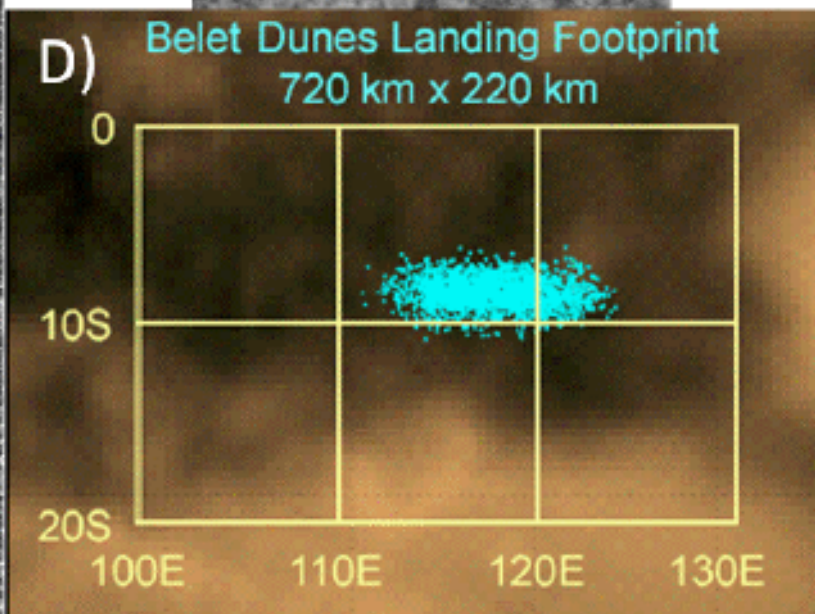 D)
Belet Dunes Landing Footprint
720 km x 220 km
0
10S
20S
100E 110E 120E 130E